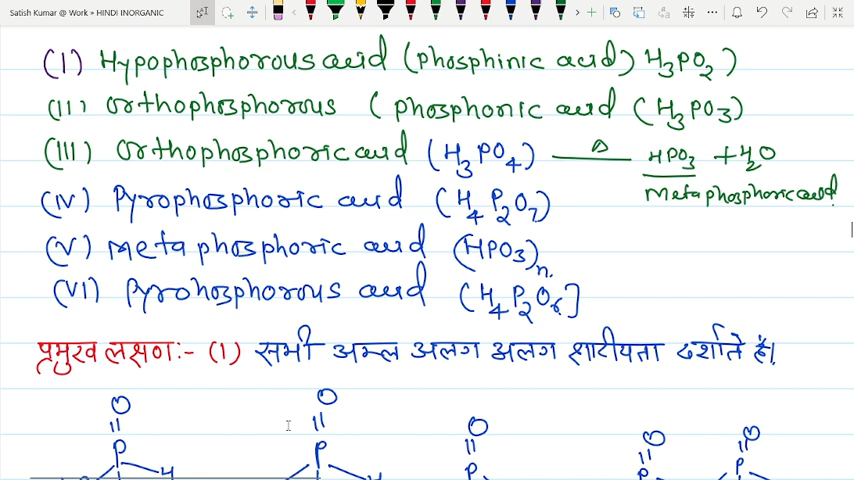 Satish Kumar @ Work » HINDI INORGANIC
(I) Hypophosphorous acid (phosphinic acid) H3PO2)
(II) Orthophosphorous (phosphonic acid (H3PO3)
(III) Orthophosphoric acid (H3PO4) Δ HPO3 + H2O
Metaphosphoric acid
(IV) Pyrophosphoric acid (H4P2O7)
(V) Metaphosphoric acid (HPO3)n.
(VI) Pyrohosphorous acid (H4P2O6]
प्रमुख लक्षण:- (1) सभी अम्ल अलग अलग क्षारीयता दर्शाते हैं।
O O O O O
P H P H P P P